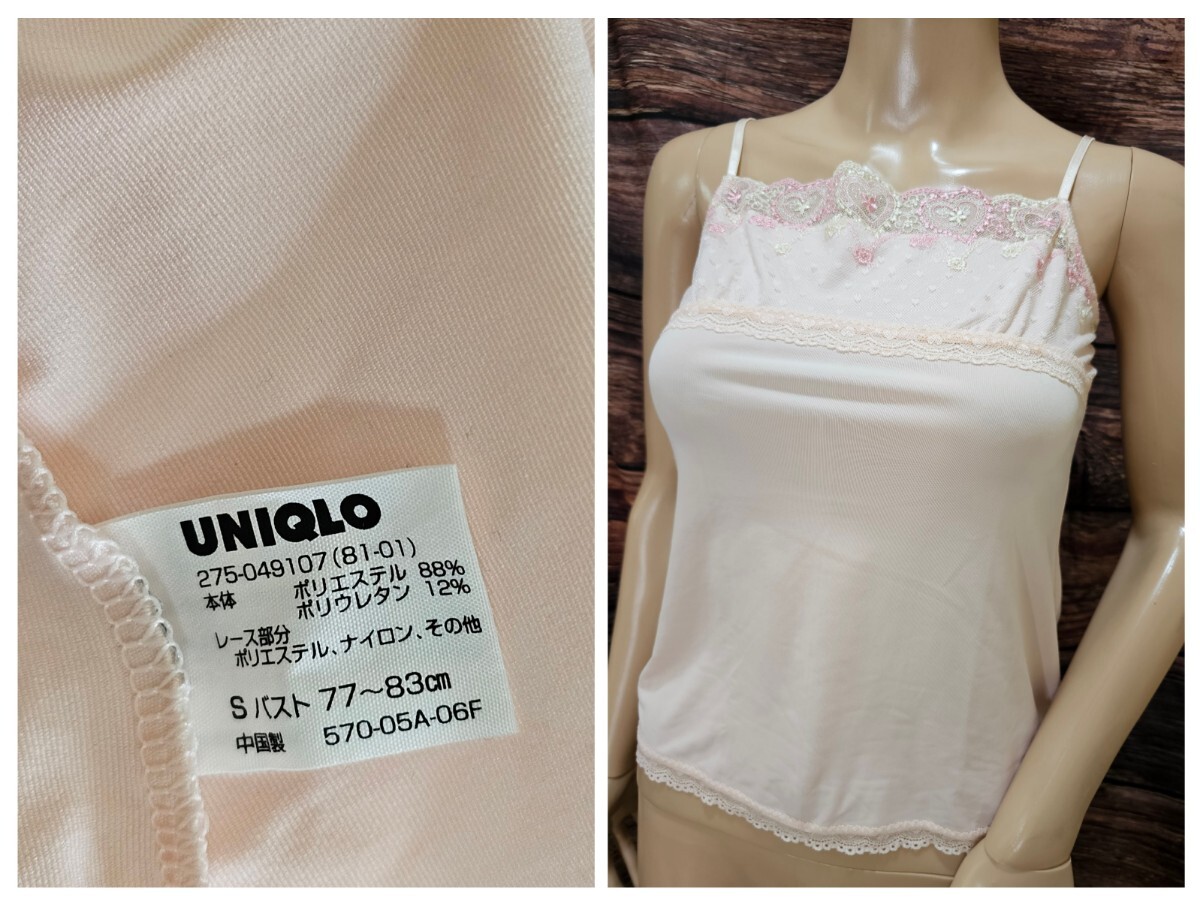 UNIQLO
275-049107(81-01)
本体 ポリエステル 88%
ポリウレタン 12%
レース部分
ポリエステル、ナイロン、その他
S バスト 77～83cm
中国製 570-05A-06F